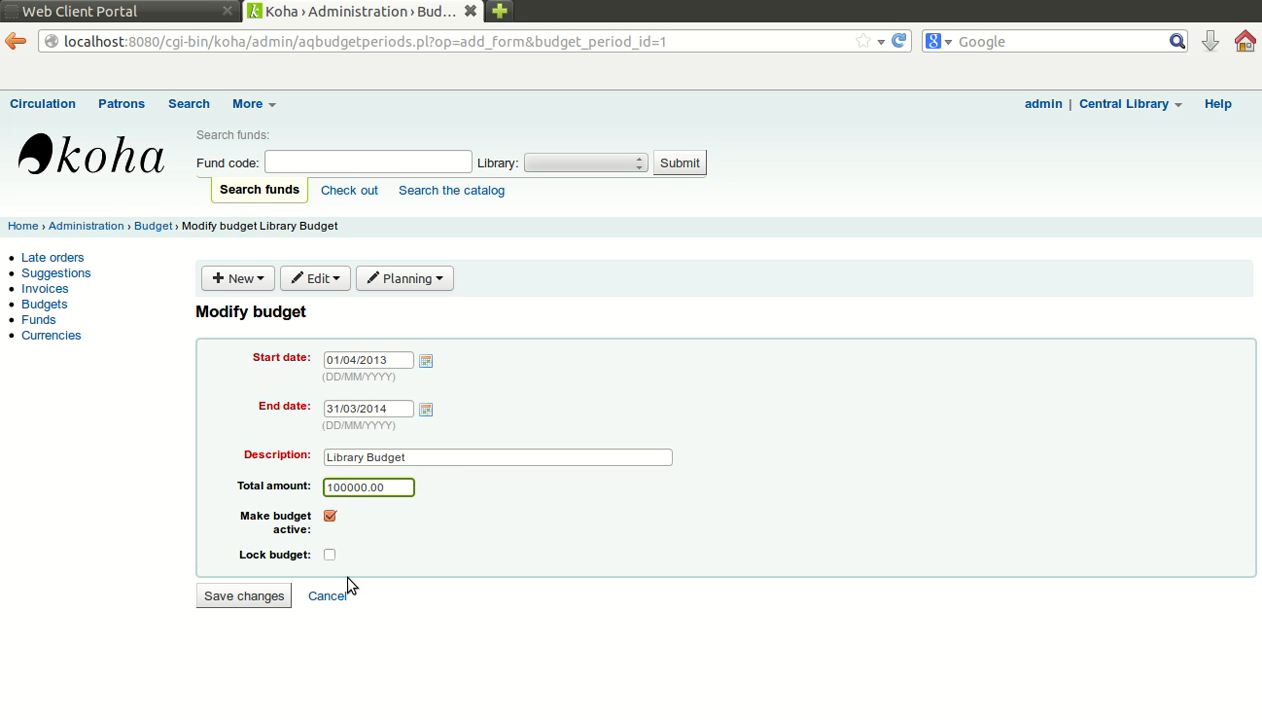 Web Client Portal
Koha › Administration › Bud...
localhost:8080/cgi-bin/koha/admin/aqbudgetperiods.pl?op=add_form&budget_period_id=1
Google
Circulation Patrons Search More
admin | Central Library Help
koha
Search funds:
Fund code: Library: Submit
Search funds Check out Search the catalog
Home › Administration › Budget › Modify budget Library Budget
Late orders
Suggestions
Invoices
Budgets
Funds
Currencies
New Edit Planning
Modify budget
Start date: 01/04/2013
(DD/MM/YYYY)
End date: 31/03/2014
(DD/MM/YYYY)
Description: Library Budget
Total amount: 100000.00
Make budget
active:
Lock budget:
Save changes Cancel